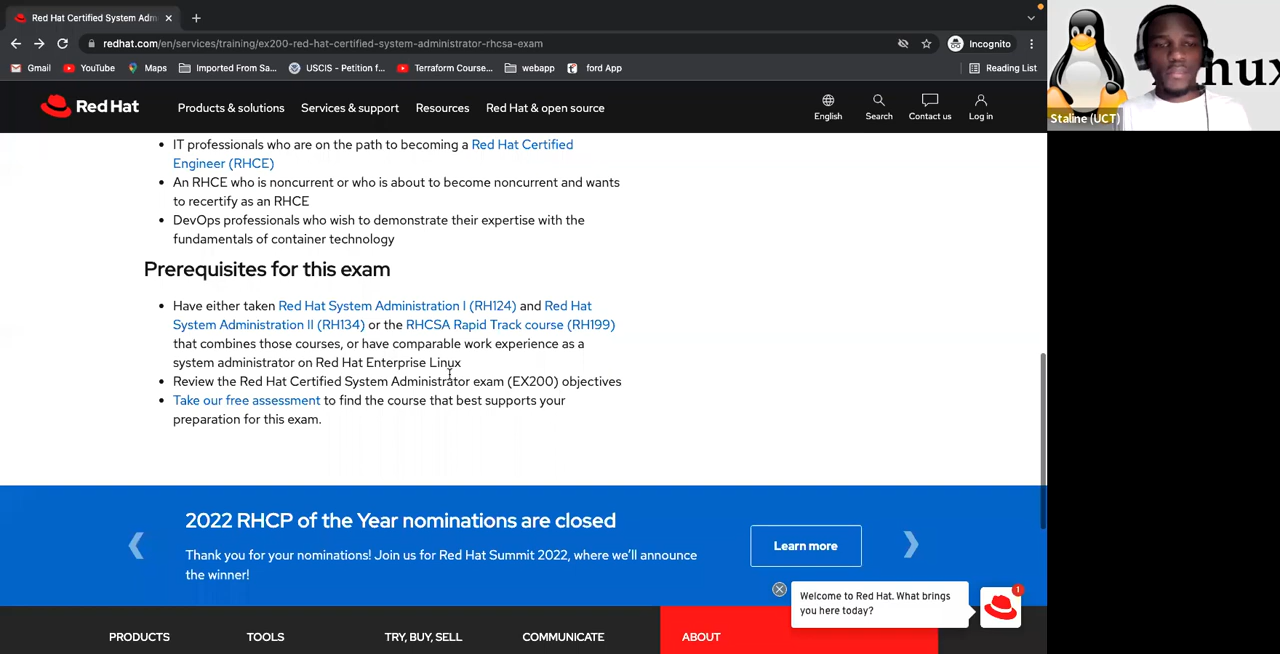 Red Hat Certified System Adm
redhat.com/en/services/training/ex200-red-hat-certified-system-administrator-rhcsa-exam
Incognito
Gmail
YouTube
Maps
Imported From Sa...
USCIS - Petition f...
Terraform Course...
webapp
ford App
Reading List
Red Hat
Products & solutions
Services & support
Resources
Red Hat & open source
English
Search
Contact us
Log in
nux
Staline (UCT)
• IT professionals who are on the path to becoming a Red Hat Certified
Engineer (RHCE)
• An RHCE who is noncurrent or who is about to become noncurrent and wants
to recertify as an RHCE
• DevOps professionals who wish to demonstrate their expertise with the
fundamentals of container technology
Prerequisites for this exam
• Have either taken Red Hat System Administration I (RH124) and Red Hat
System Administration II (RH134) or the RHCSA Rapid Track course (RH199)
that combines those courses, or have comparable work experience as a
system administrator on Red Hat Enterprise Linux
• Review the Red Hat Certified System Administrator exam (EX200) objectives
• Take our free assessment to find the course that best supports your
preparation for this exam.
2022 RHCP of the Year nominations are closed
Thank you for your nominations! Join us for Red Hat Summit 2022, where we'll announce
the winner!
Learn more
Welcome to Red Hat. What brings
you here today?
1
PRODUCTS
TOOLS
TRY, BUY, SELL
COMMUNICATE
ABOUT